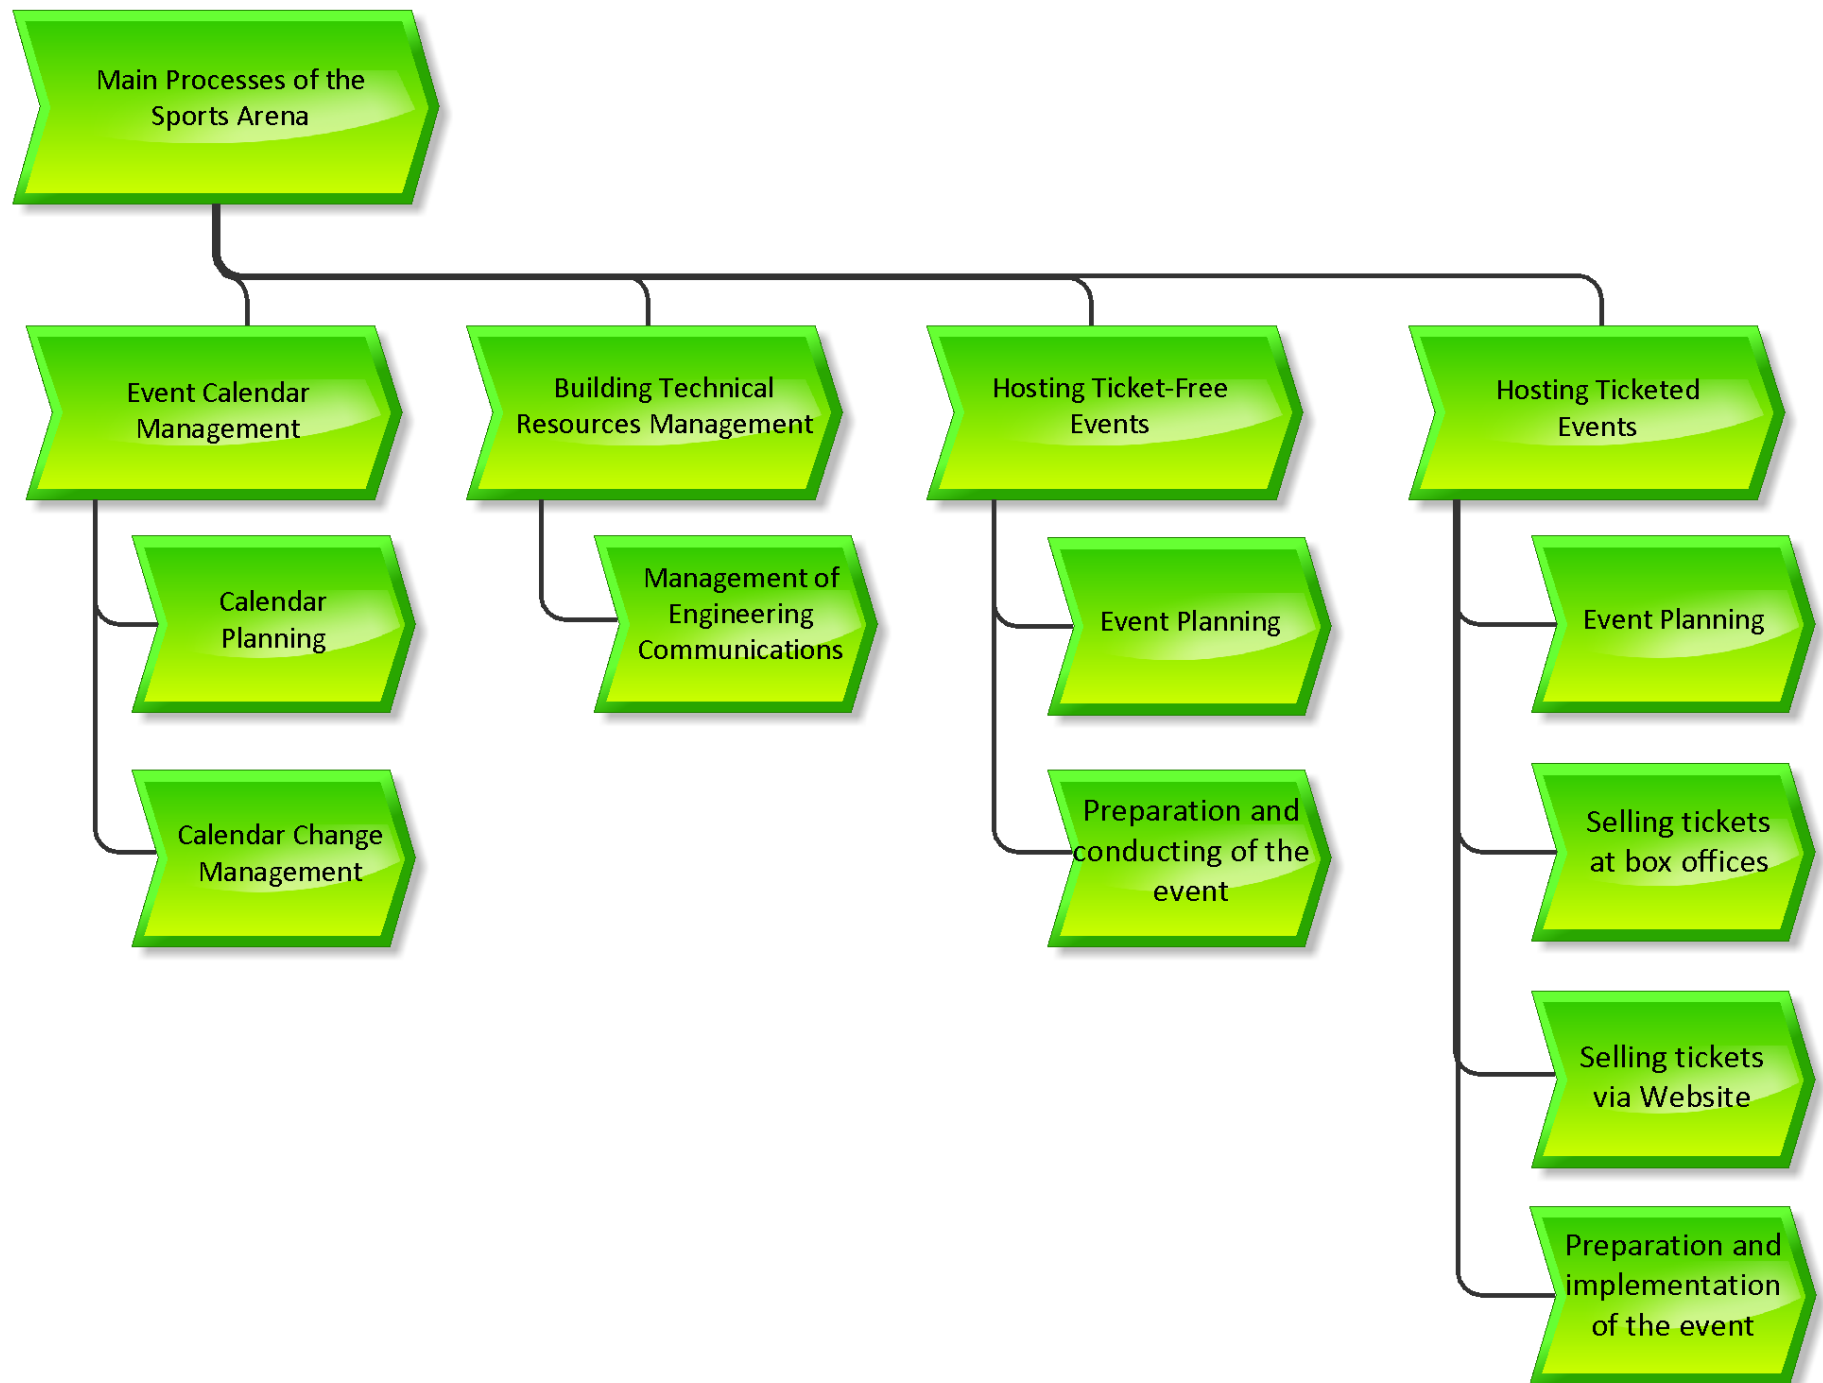 Main Processes of the
Sports Arena
Event Calendar
Management
Building Technical
Resources Management
Hosting Ticket-Free
Events
Hosting Ticketed
Events
Calendar
Planning
Management of
Engineering
Communications
Event Planning
Event Planning
Calendar Change
Management
Preparation and
conducting of the
event
Selling tickets
at box offices
Selling tickets
via Website
Preparation and
implementation
of the event